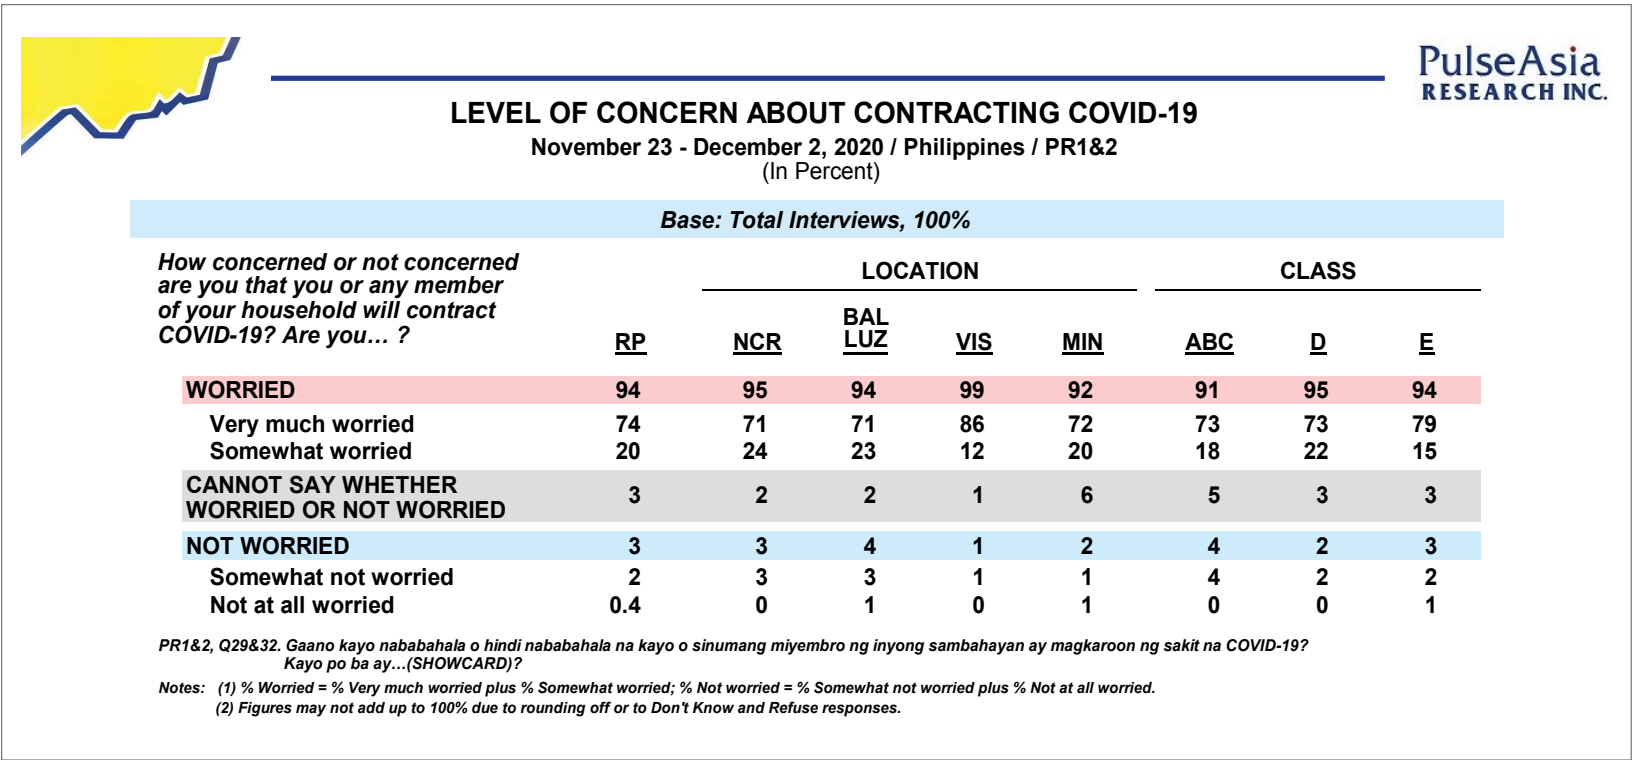 PulseAsia
RESEARCH INC.
LEVEL OF CONCERN ABOUT CONTRACTING COVID-19
November 23 - December 2, 2020 / Philippines / PR1&2
(In Percent)
Base: Total Interviews, 100%
How concerned or not concerned
are you that you or any member
of your household will contract
COVID-19? Are you… ?
LOCATION CLASS
RP NCR BAL LUZ VIS MIN ABC D E
WORRIED 94 95 94 99 92 91 95 94
Very much worried 74 71 71 86 72 73 73 79
Somewhat worried 20 24 23 12 20 18 22 15
CANNOT SAY WHETHER
WORRIED OR NOT WORRIED 3 2 2 1 6 5 3 3
NOT WORRIED 3 3 4 1 2 4 2 3
Somewhat not worried 2 3 3 1 1 4 2 2
Not at all worried 0.4 0 1 0 1 0 0 1
PR1&2, Q29&32. Gaano kayo nababahala o hindi nababahala na kayo o sinumang miyembro ng inyong sambahayan ay magkaroon ng sakit na COVID-19?
Kayo po ba ay…(SHOWCARD)?
Notes: (1) % Worried = % Very much worried plus % Somewhat worried; % Not worried = % Somewhat not worried plus % Not at all worried.
(2) Figures may not add up to 100% due to rounding off or to Don't Know and Refuse responses.